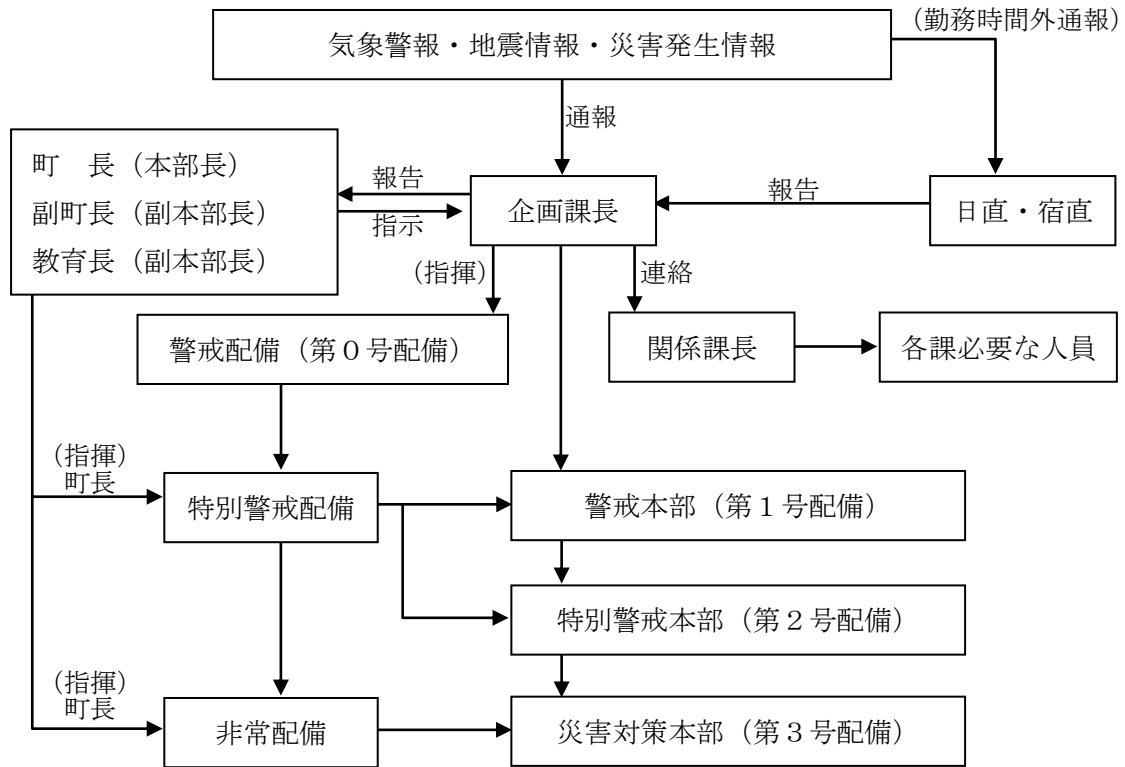 （勤務時間外通報）
気象警報・地震情報・災害発生情報
通報
町　長（本部長）
副町長（副本部長）
教育長（副本部長）
報告
指示
企画課長
報告
日直・宿直
（指揮）
連絡
警戒配備（第０号配備）
関係課長
各課必要な人員
（指揮）
町長
特別警戒配備
警戒本部（第１号配備）
特別警戒本部（第２号配備）
（指揮）
町長
非常配備
災害対策本部（第３号配備）